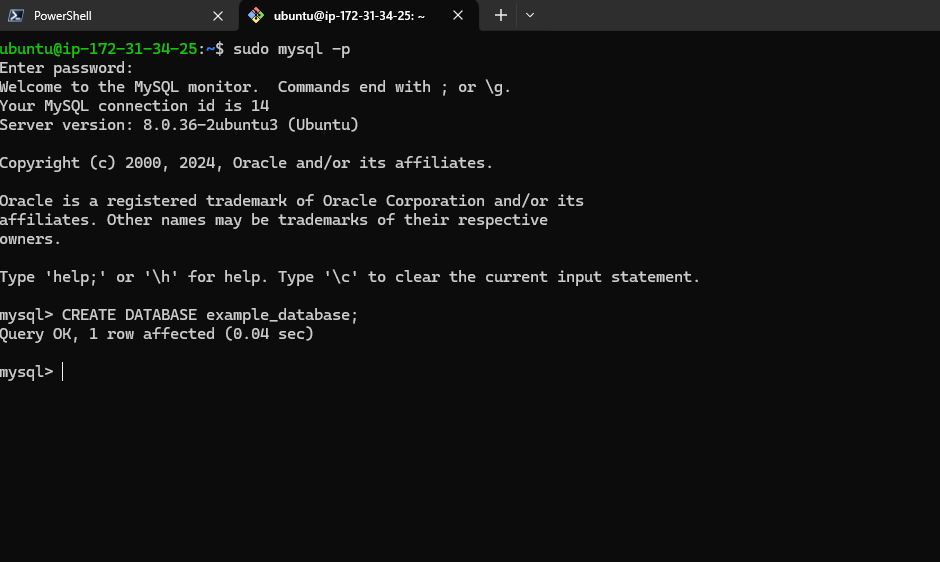 PowerShell
ubuntu@ip-172-31-34-25: ~
ubuntu@ip-172-31-34-25:~$ sudo mysql -p
Enter password:
Welcome to the MySQL monitor.  Commands end with ; or \g.
Your MySQL connection id is 14
Server version: 8.0.36-2ubuntu3 (Ubuntu)
Copyright (c) 2000, 2024, Oracle and/or its affiliates.
Oracle is a registered trademark of Oracle Corporation and/or its
affiliates. Other names may be trademarks of their respective
owners.
Type 'help;' or '\h' for help. Type '\c' to clear the current input statement.
mysql> CREATE DATABASE example_database;
Query OK, 1 row affected (0.04 sec)
mysql>